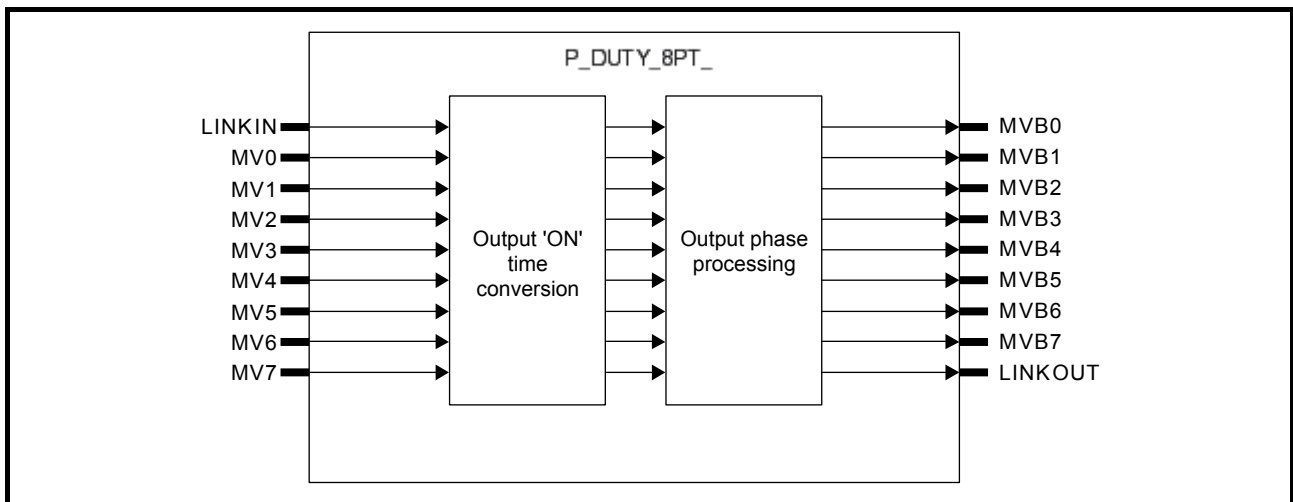 P_DUTY_8PT_
LINKIN
MV0
MV1
MV2
MV3
MV4
MV5
MV6
MV7
Output 'ON'
time
conversion
Output phase
processing
MVB0
MVB1
MVB2
MVB3
MVB4
MVB5
MVB6
MVB7
LINKOUT